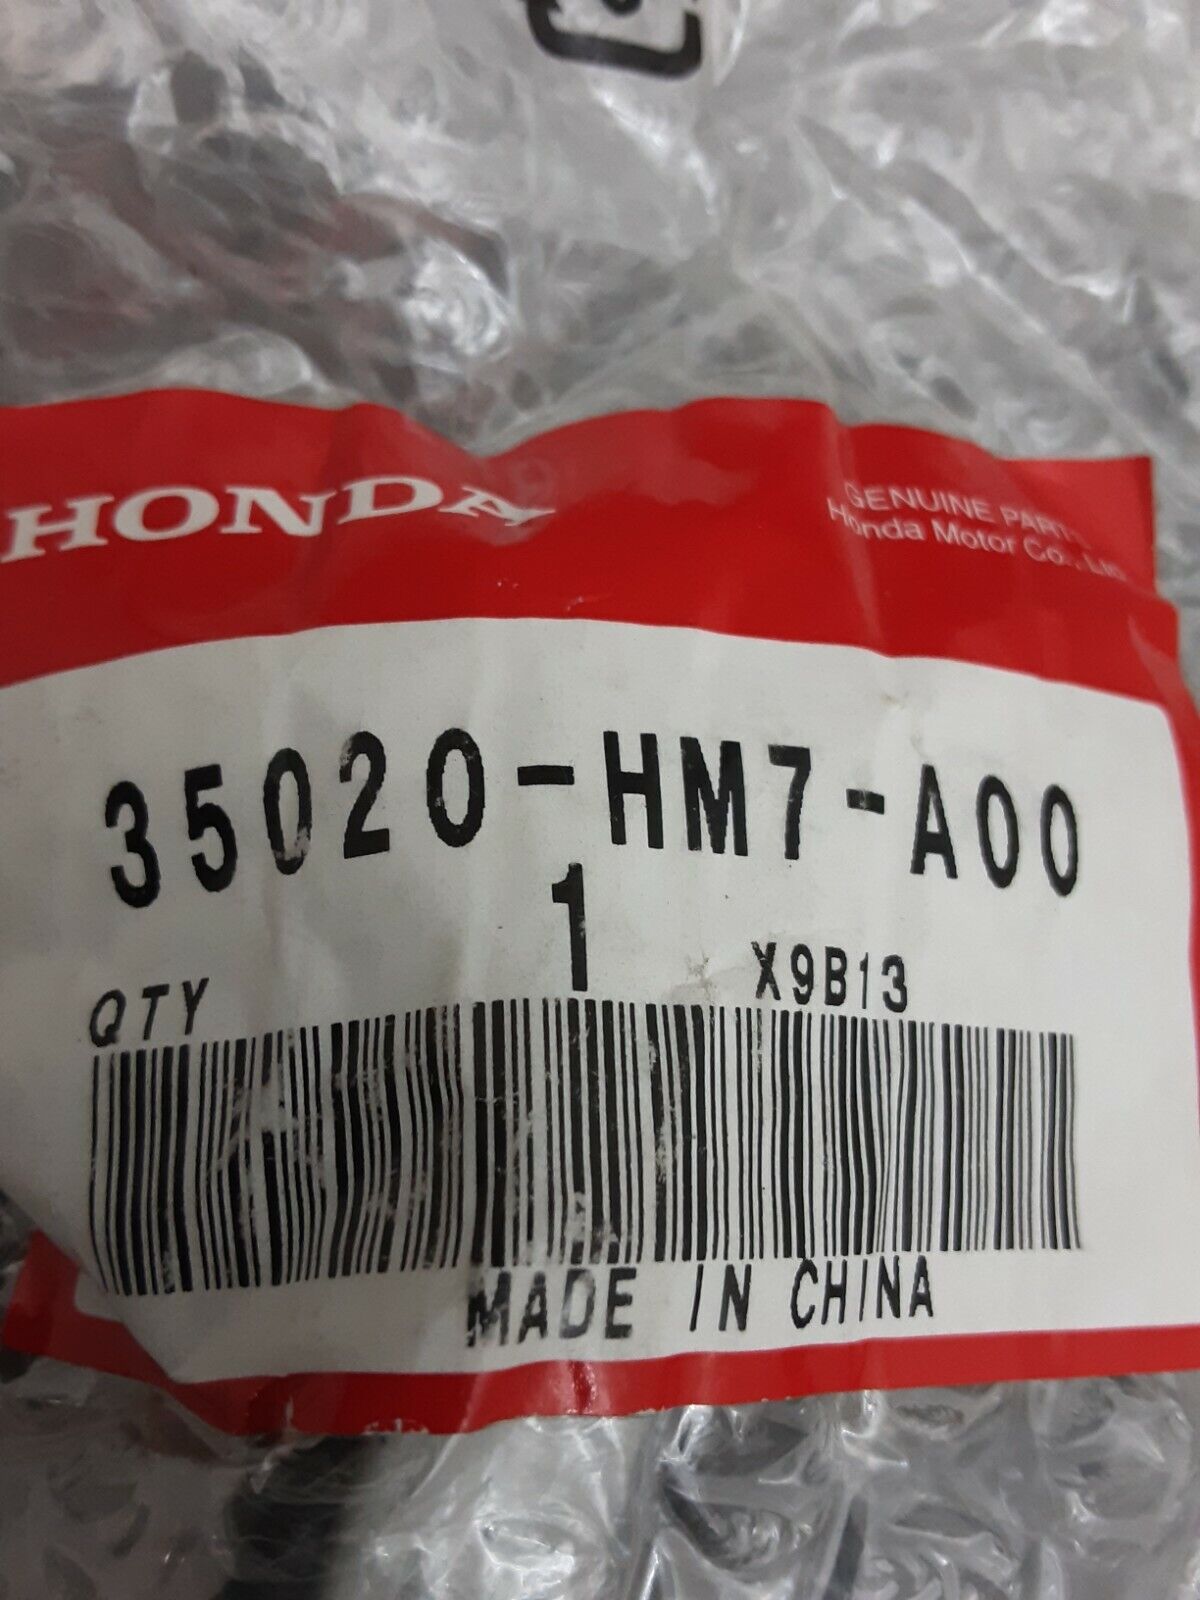 HONDA
GENUINE PARTS
Honda Motor Co., Ltd.
35020-HM7-A00
1
QTY
X9B13
MADE IN CHINA